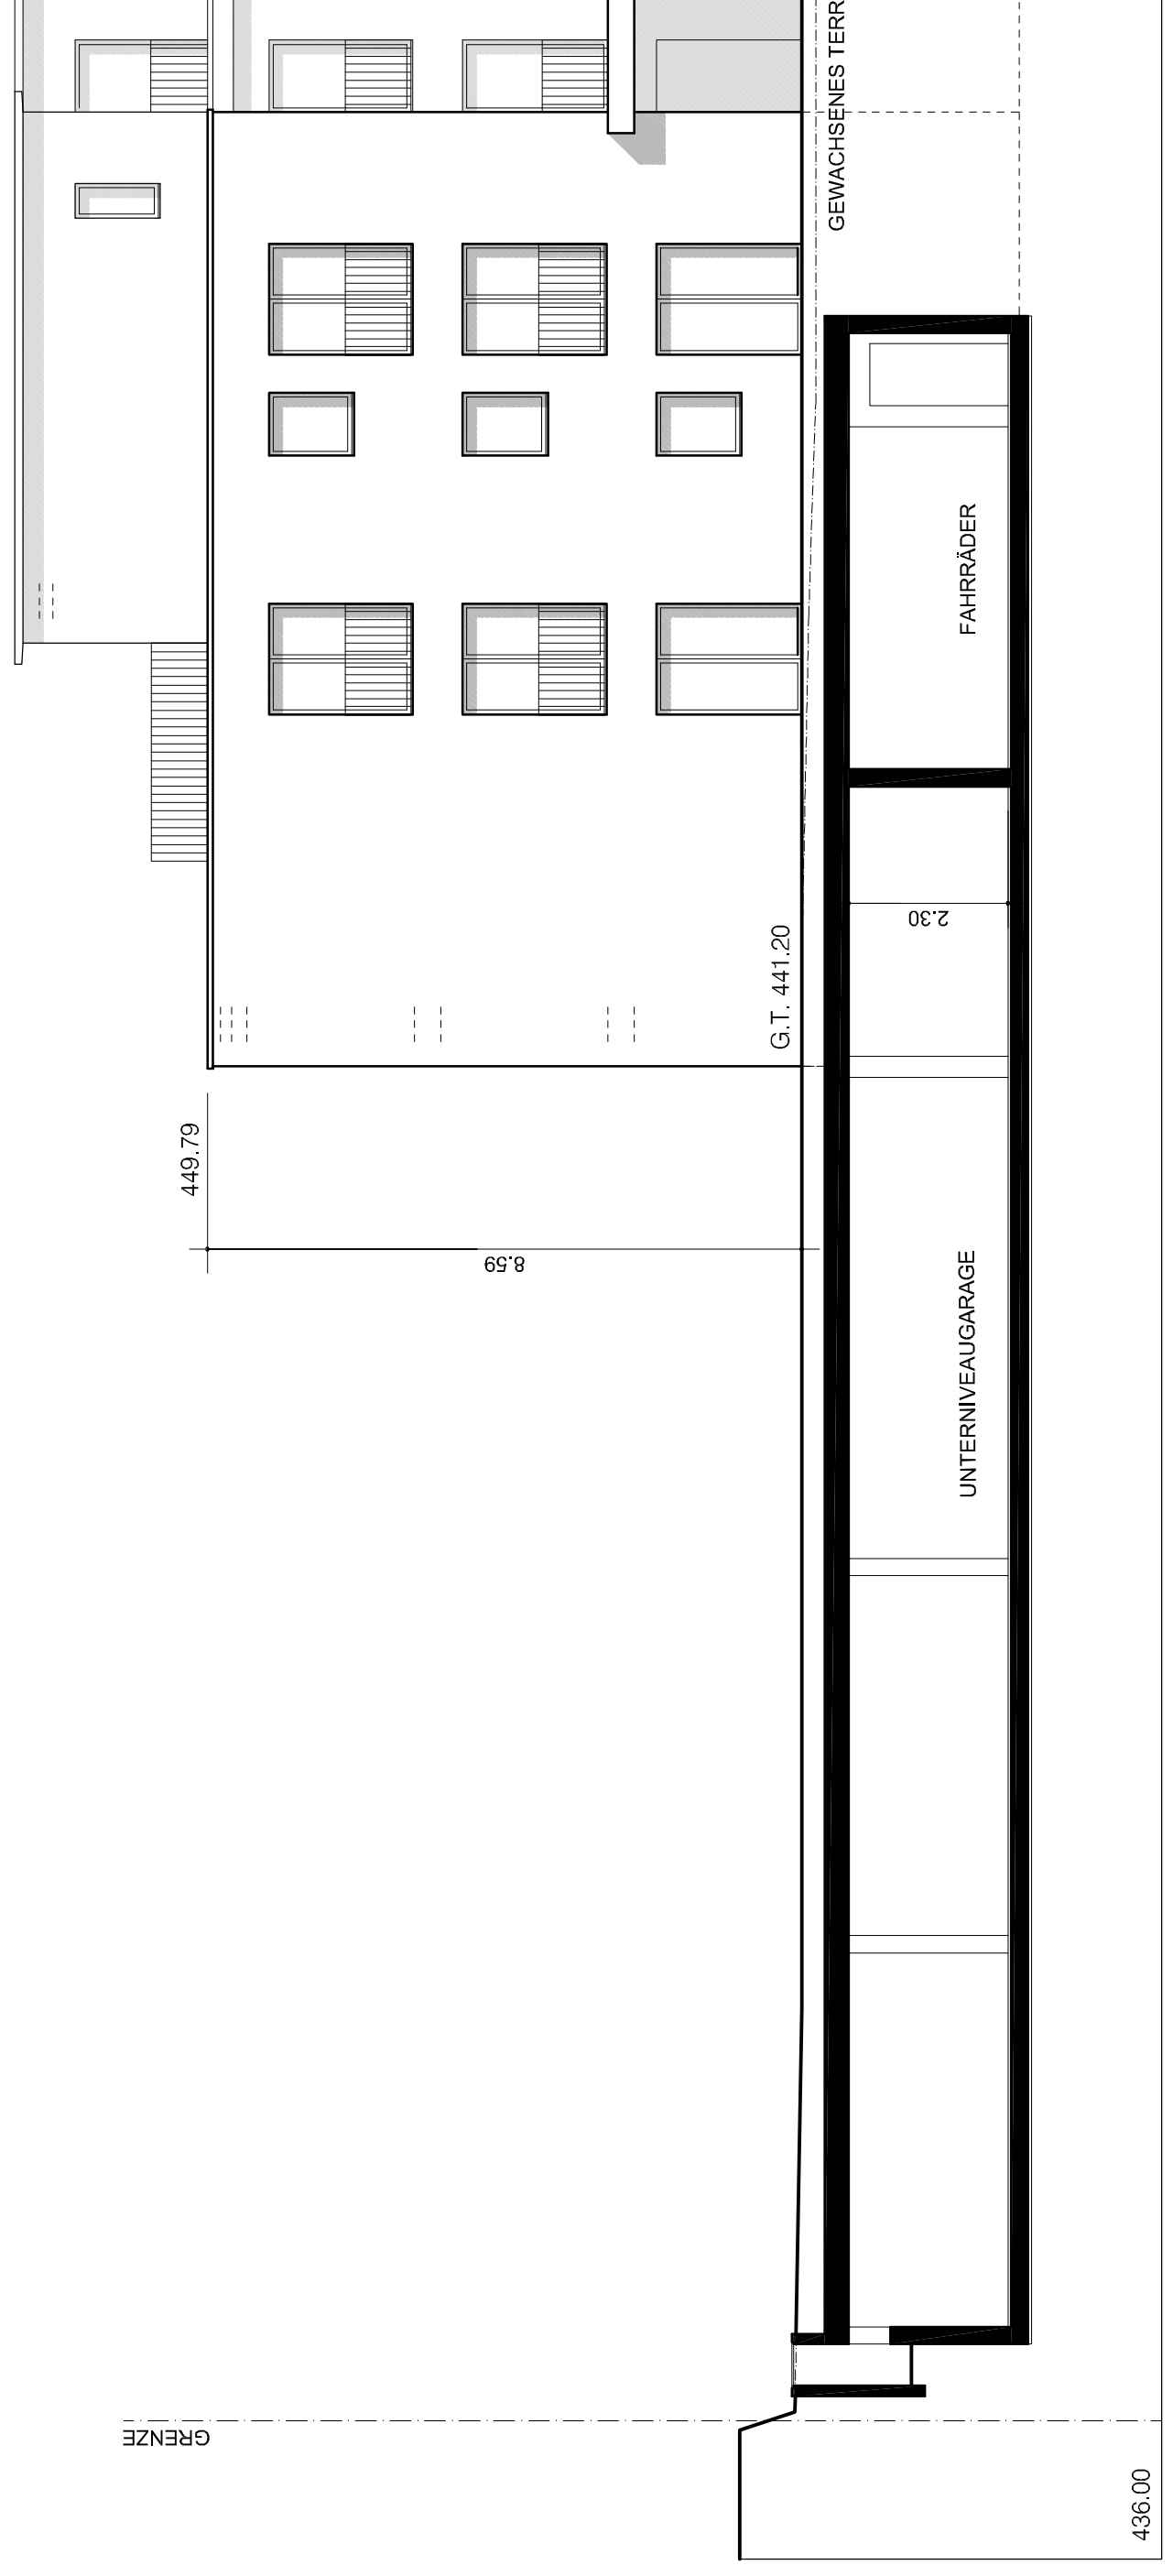 GEWACHSENES TERR
FAHRRÄDER
2.30
G.T. 441.20
449.79
8.59
UNTERNIVEAUGARAGE
GRENZE
436.00